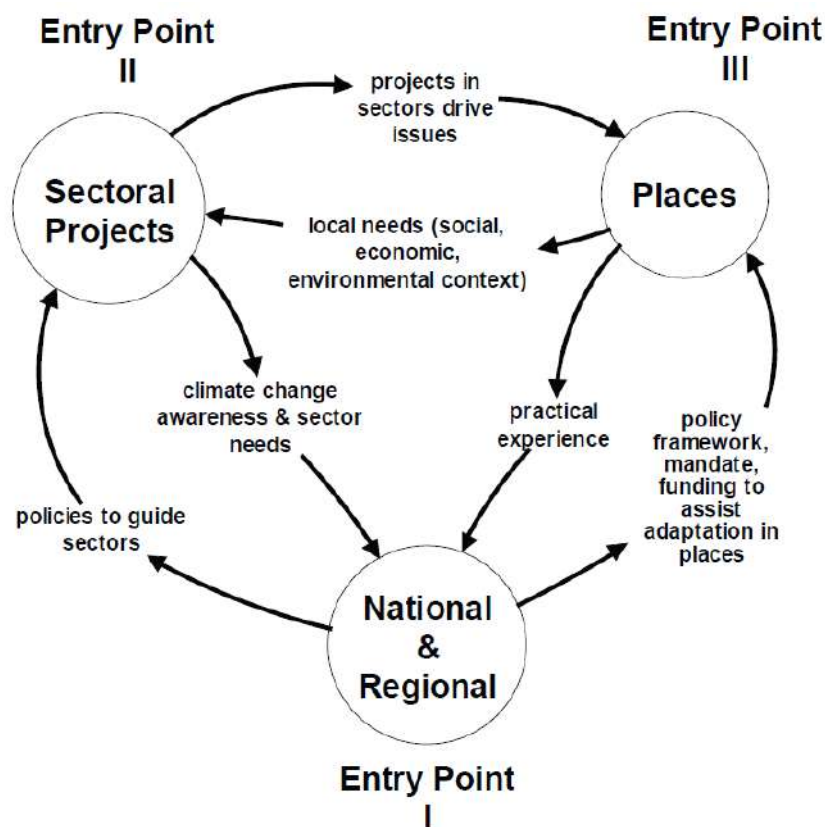 Entry Point
II
Entry Point
III
projects in
sectors drive
issues
Sectoral
Projects
Places
local needs (social,
economic,
environmental context)
climate change
awareness & sector
needs
practical
experience
policy
framework,
mandate,
funding to
assist
adaptation in
places
policies to guide
sectors
National
&
Regional
Entry Point
I